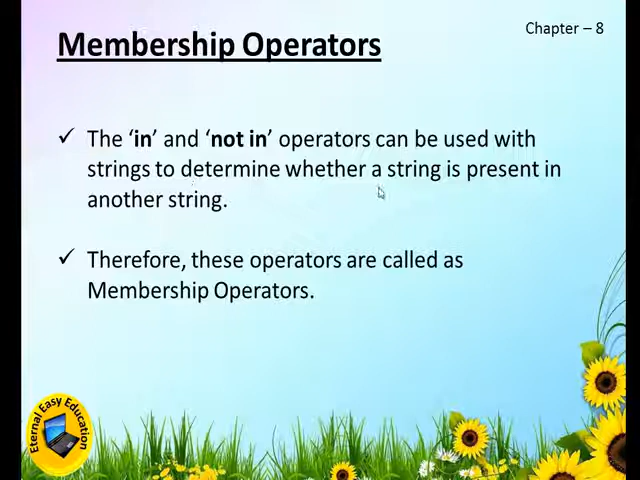 Chapter – 8
Membership Operators
✓ The ‘in’ and ‘not in’ operators can be used with
strings to determine whether a string is present in
another string.
✓ Therefore, these operators are called as
Membership Operators.
Eternal Easy Education